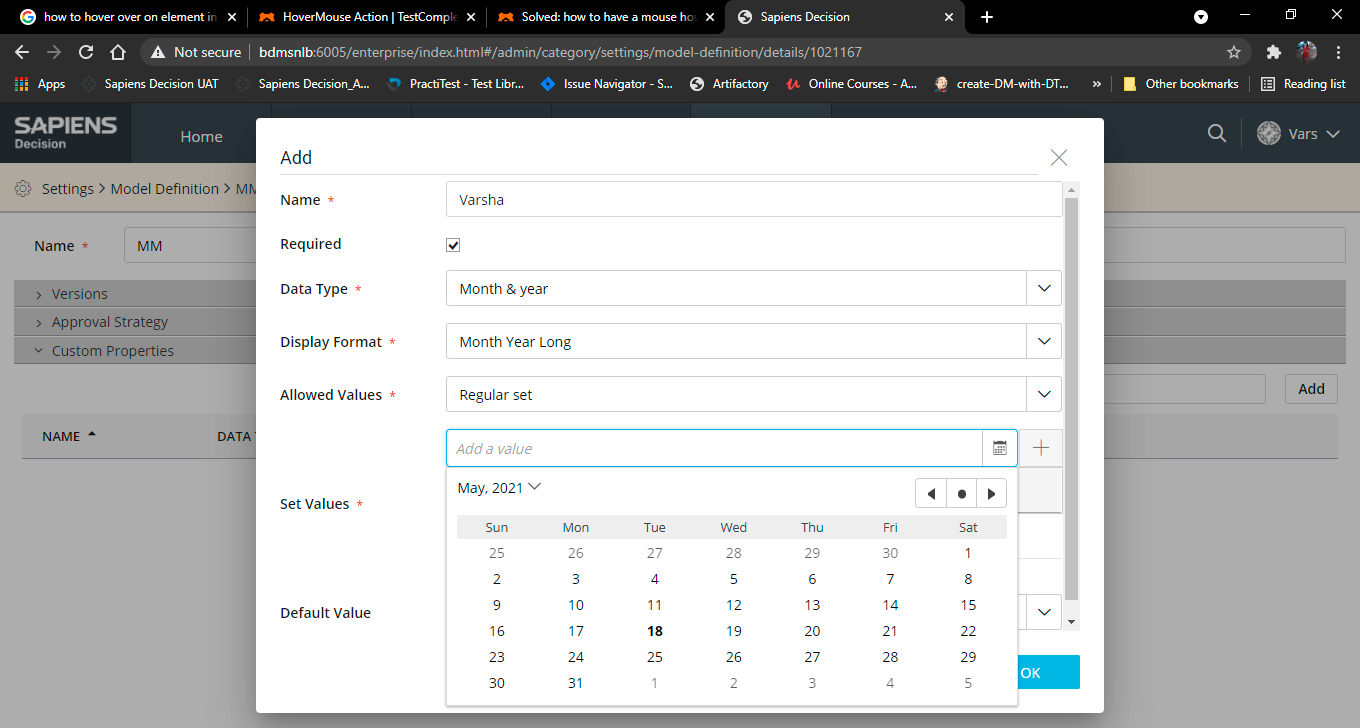 how to hover over on element in
HoverMouse Action | TestComple
Solved: how to have a mouse ho
Sapiens Decision
Not secure
bdmsnlb:6005/enterprise/index.html#/admin/category/settings/model-definition/details/1021167
Apps
Sapiens Decision UAT
Sapiens Decision_A...
PractiTest - Test Libr...
Issue Navigator - S...
Artifactory
Online Courses - A...
create-DM-with-DT...
»
Other bookmarks
Reading list
SAPIENS
Decision
Home
Vars
Settings > Model Definition > MM
Name *
MM
Versions
Approval Strategy
Custom Properties
Add
NAME
DATA
Add
Name *
Varsha
Required
Data Type *
Month & year
Display Format *
Month Year Long
Allowed Values *
Regular set
Add a value
Set Values *
May, 2021
Sun Mon Tue Wed Thu Fri Sat
25 26 27 28 29 30 1
2 3 4 5 6 7 8
9 10 11 12 13 14 15
16 17 18 19 20 21 22
23 24 25 26 27 28 29
30 31 1 2 3 4 5
Default Value
OK